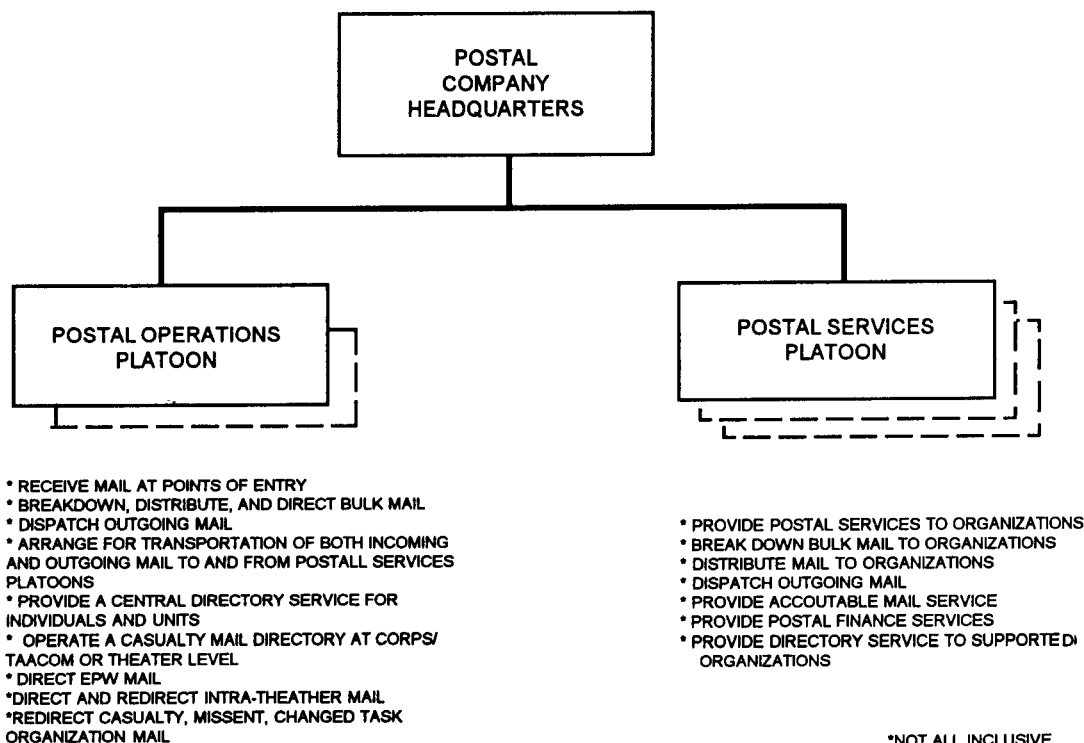 POSTAL
COMPANY
HEADQUARTERS
POSTAL OPERATIONS
PLATOON
POSTAL SERVICES
PLATOON
* RECEIVE MAIL AT POINTS OF ENTRY
* BREAKDOWN, DISTRIBUTE, AND DIRECT BULK MAIL
* DISPATCH OUTGOING MAIL
* ARRANGE FOR TRANSPORTATION OF BOTH INCOMING
AND OUTGOING MAIL TO AND FROM POSTALL SERVICES
PLATOONS
* PROVIDE A CENTRAL DIRECTORY SERVICE FOR
INDIVIDUALS AND UNITS
* OPERATE A CASUALTY MAIL DIRECTORY AT CORPS/
TAACOM OR THEATER LEVEL
* DIRECT EPW MAIL
*DIRECT AND REDIRECT INTRA-THEATHER MAIL
*REDIRECT CASUALTY, MISSENT, CHANGED TASK
ORGANIZATION MAIL
* PROVIDE POSTAL SERVICES TO ORGANIZATIONS
* BREAK DOWN BULK MAIL TO ORGANIZATIONS
* DISTRIBUTE MAIL TO ORGANIZATIONS
* DISPATCH OUTGOING MAIL
* PROVIDE ACCOUTABLE MAIL SERVICE
* PROVIDE POSTAL FINANCE SERVICES
* PROVIDE DIRECTORY SERVICE TO SUPPORTED
ORGANIZATIONS
*NOT ALL INCLUSIVE